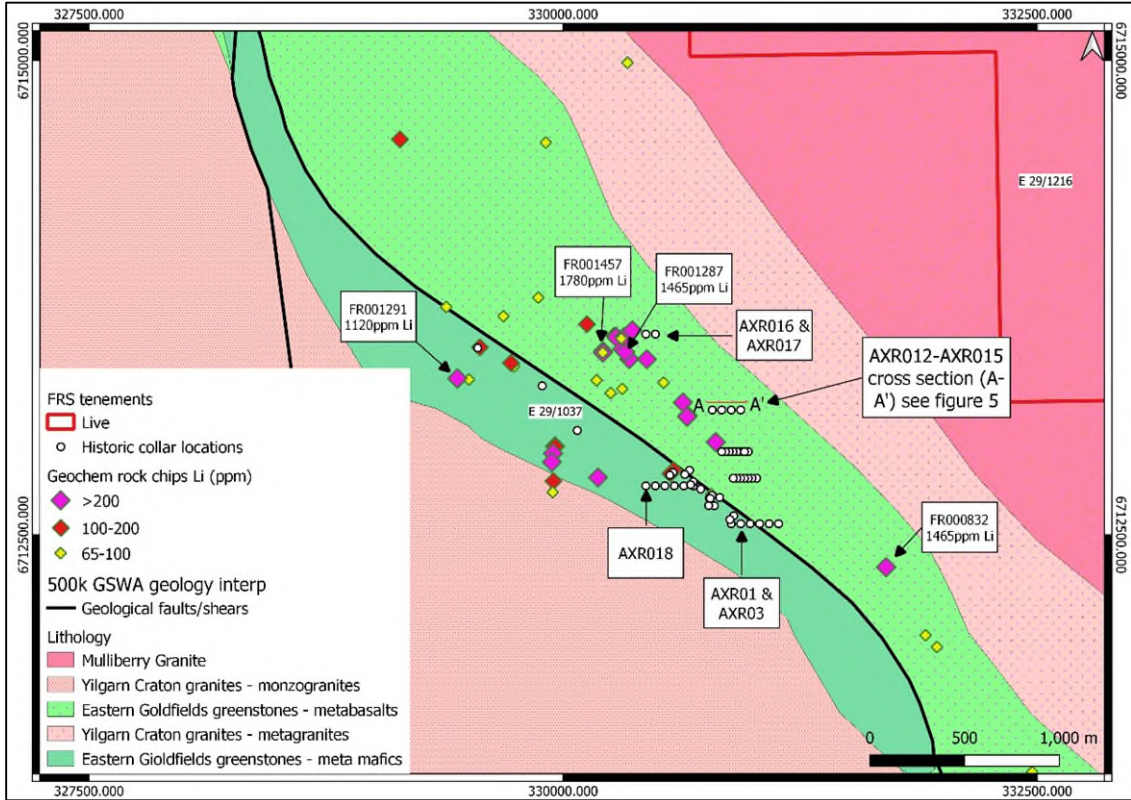 327500.000
330000.000
332500.000
6715000.000
6715000.000
E 29/1216
FR001457
1780ppm Li
FR001287
1465ppm Li
FR001291
1120ppm Li
AXR016 &
AXR017
AXR012-AXR015
cross section (A-
A') see figure 5
A
A'
E 29/1037
FRS tenements
Live
Historic collar locations
Geochem rock chips Li (ppm)
>200
100-200
65-100
500k GSWA geology interp
Geological faults/shears
Lithology
Mulliberry Granite
Yilgarn Craton granites - monzogranites
Eastern Goldfields greenstones - metabasalts
Yilgarn Craton granites - metagranites
Eastern Gioldfields greenstones - meta mafics
6712500.000
6712500.000
FR000832
1465ppm Li
AXR018
AXR01 &
AXR03
0 500 1,000 m
327500.000
330000.000
332500.000